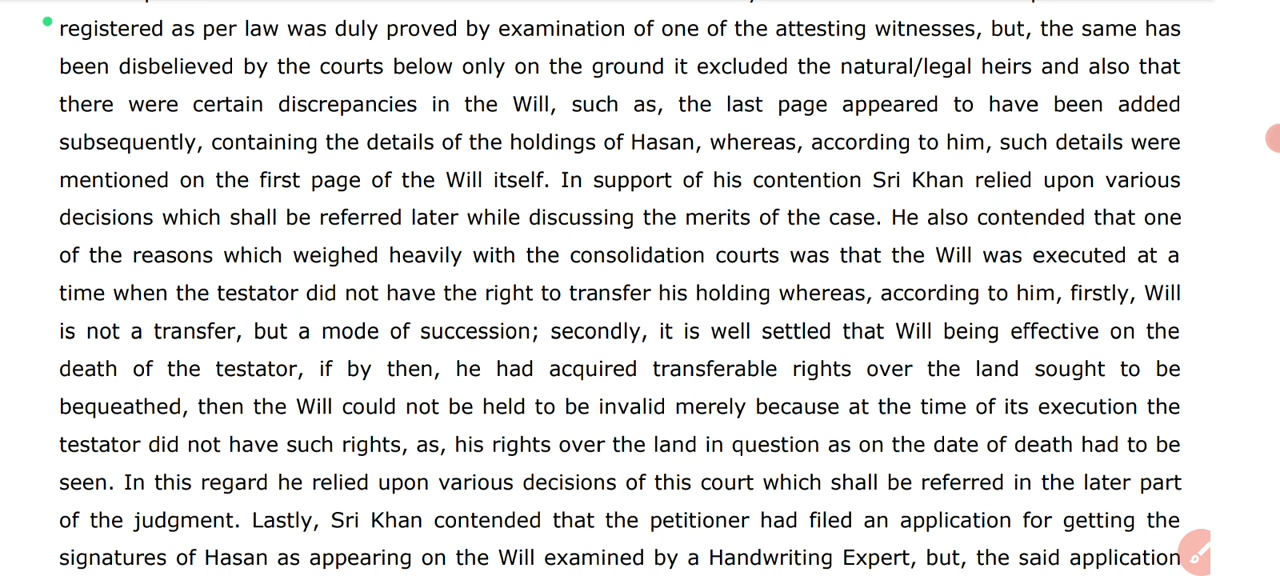 registered as per law was duly proved by examination of one of the attesting witnesses, but, the same has
been disbelieved by the courts below only on the ground it excluded the natural/legal heirs and also that
there were certain discrepancies in the Will, such as, the last page appeared to have been added
subsequently, containing the details of the holdings of Hasan, whereas, according to him, such details were
mentioned on the first page of the Will itself. In support of his contention Sri Khan relied upon various
decisions which shall be referred later while discussing the merits of the case. He also contended that one
of the reasons which weighed heavily with the consolidation courts was that the Will was executed at a
time when the testator did not have the right to transfer his holding whereas, according to him, firstly, Will
is not a transfer, but a mode of succession; secondly, it is well settled that Will being effective on the
death of the testator, if by then, he had acquired transferable rights over the land sought to be
bequeathed, then the Will could not be held to be invalid merely because at the time of its execution the
testator did not have such rights, as, his rights over the land in question as on the date of death had to be
seen. In this regard he relied upon various decisions of this court which shall be referred in the later part
of the judgment. Lastly, Sri Khan contended that the petitioner had filed an application for getting the
signatures of Hasan as appearing on the Will examined by a Handwriting Expert, but, the said application